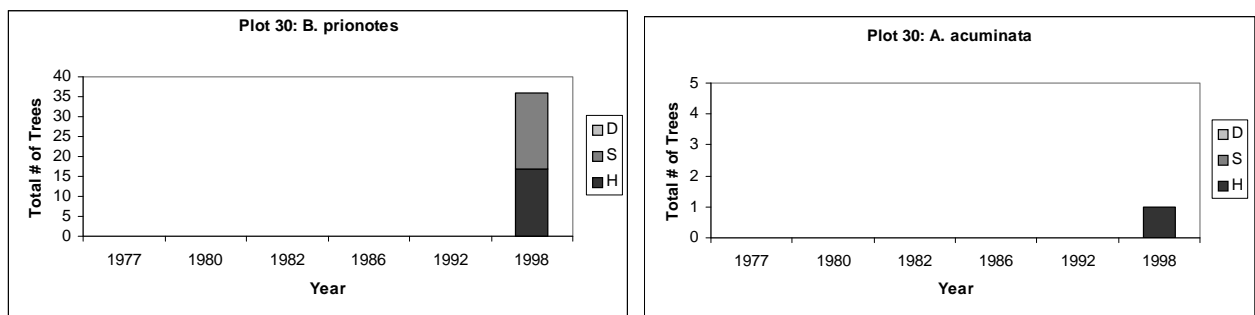 Plot 30: B. prionotes
Total # of Trees
40
35
30
25
20
15
10
5
0
1977 1980 1982 1986 1992 1998
Year
D
S
H
Plot 30: A. acuminata
Total # of Trees
5
4
3
2
1
0
1977 1980 1982 1986 1992 1998
Year
D
S
H